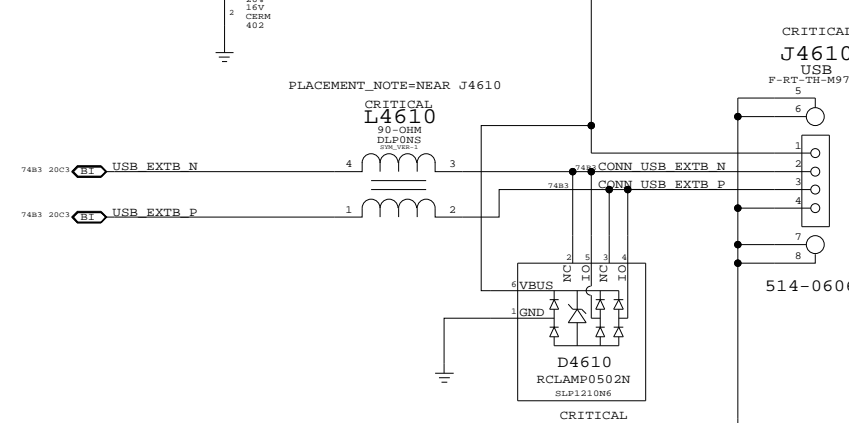 2
16V
CERM
402
CRITICAL
J4610
USB
F-RT-TH-M97
5
6
PLACEMENT_NOTE=NEAR J4610
CRITICAL
L4610
90-OHM
DLP0NS
SYM_VER-1
74B3 20C3 BI USB_EXTB_N 4 3 74B3 CONN_USB_EXTB_N
1
2
74B3 CONN_USB_EXTB_P 3
4
74B3 20C3 BI USB_EXTB_P 1 2
7
8
514-0606
2 5 3 4
NC IO NC IO
6 VBUS
1 GND
D4610
RCLAMP0502N
SLP1210N6
CRITICAL